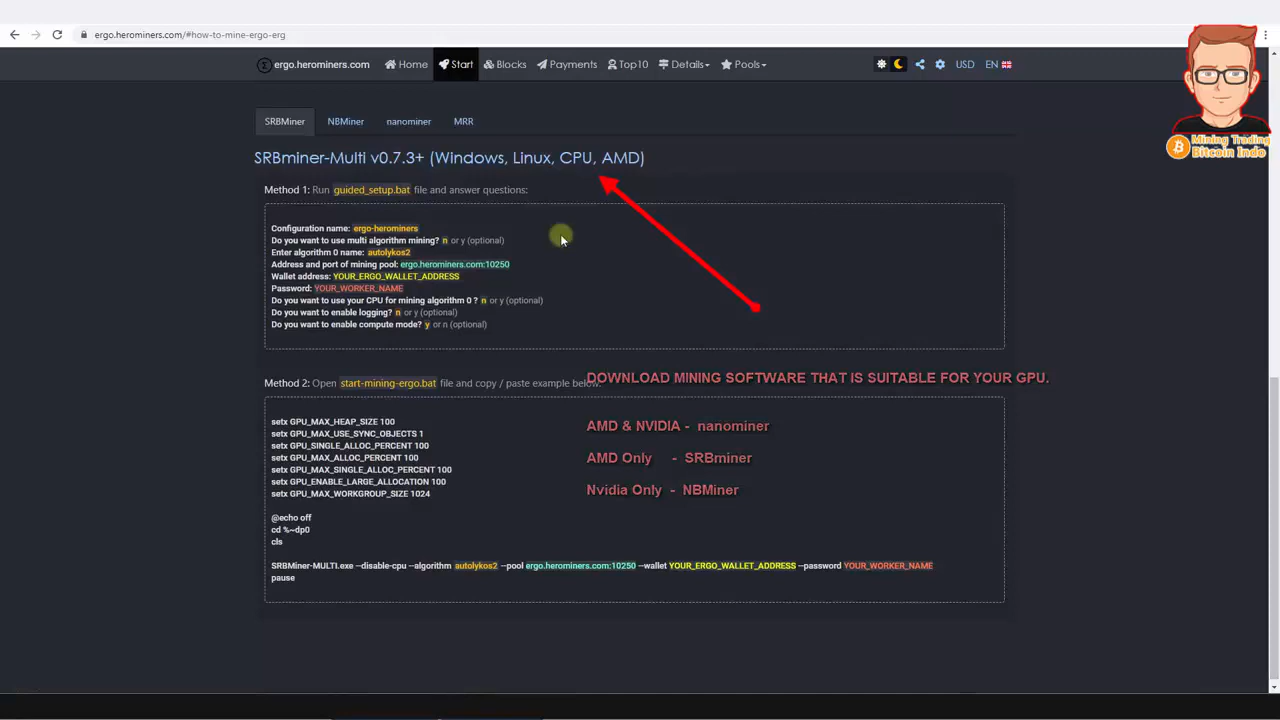 ergo.herominers.com/#how-to-mine-ergo-erg
ergo.herominers.com Home Start Blocks Payments Top10 Details Pools USD EN
Mining Trading
Bitcoin Indo
SRBMiner NBMiner nanominer MRR
SRBminer-Multi v0.7.3+ (Windows, Linux, CPU, AMD)
Method 1: Run guided_setup.bat file and answer questions:
Configuration name: ergo-herominers
Do you want to use multi algorithm mining? n or y (optional)
Enter algorithm 0 name: autolykos2
Address and port of mining pool: ergo.herominers.com:10250
Wallet address: YOUR_ERGO_WALLET_ADDRESS
Password: YOUR_WORKER_NAME
Do you want to use your CPU for mining algorithm 0 ? n or y (optional)
Do you want to enable logging? n or y (optional)
Do you want to enable compute mode? y or n (optional)
Method 2: Open start-mining-ergo.bat file and copy / paste example below.
DOWNLOAD MINING SOFTWARE THAT IS SUITABLE FOR YOUR GPU.
AMD & NVIDIA - nanominer
AMD Only - SRBminer
Nvidia Only - NBMiner
setx GPU_MAX_HEAP_SIZE 100
setx GPU_MAX_USE_SYNC_OBJECTS 1
setx GPU_SINGLE_ALLOC_PERCENT 100
setx GPU_MAX_ALLOC_PERCENT 100
setx GPU_MAX_SINGLE_ALLOC_PERCENT 100
setx GPU_ENABLE_LARGE_ALLOCATION 100
setx GPU_MAX_WORKGROUP_SIZE 1024
@echo off
cd %~dp0
cls
SRBMiner-MULTI.exe --disable-cpu --algorithm autolykos2 --pool ergo.herominers.com:10250 --wallet YOUR_ERGO_WALLET_ADDRESS --password YOUR_WORKER_NAME
pause